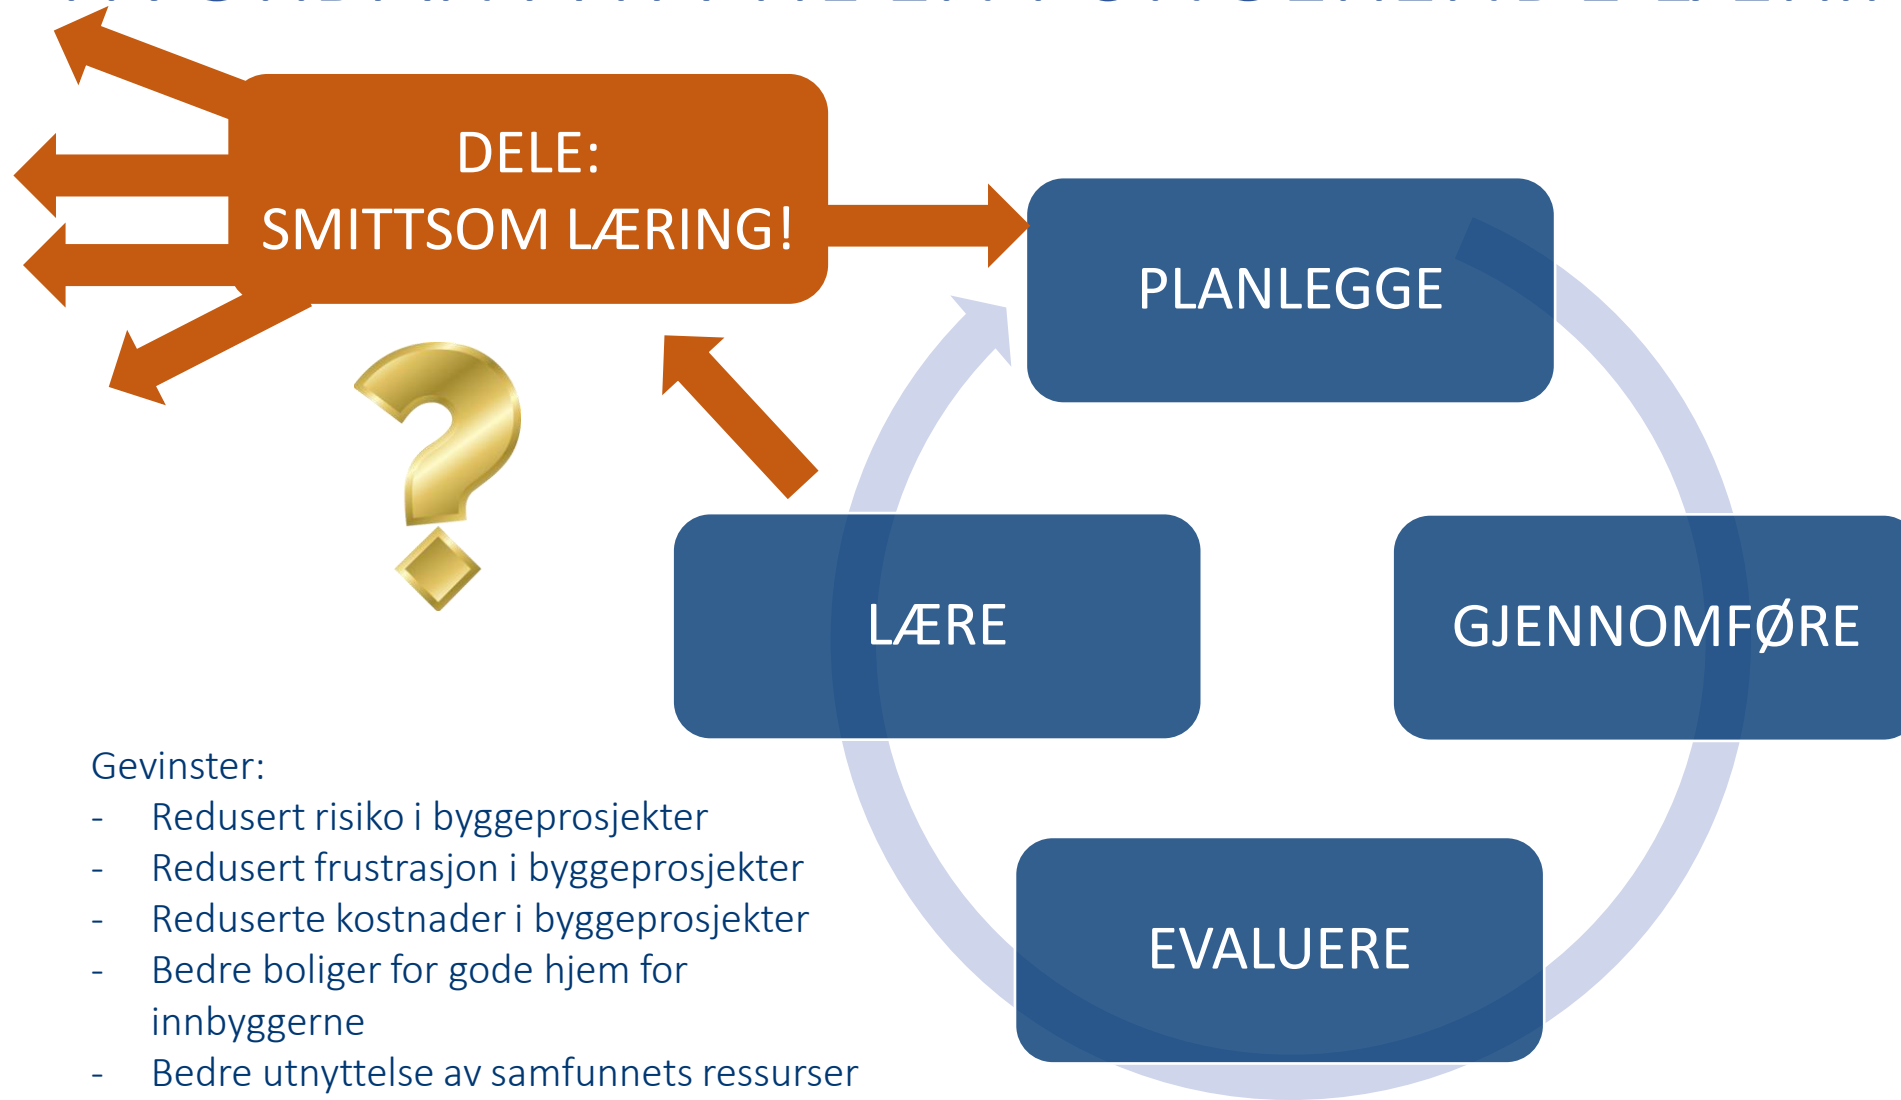 DELE:
SMITTSOM LÆRING!
PLANLEGGE
LÆRE
GJENNOMFØRE
EVALUERE
Gevinster:
- Redusert risiko i byggeprosjekter
- Redusert frustrasjon i byggeprosjekter
- Reduserte kostnader i byggeprosjekter
- Bedre boliger for gode hjem for
innbyggerne
- Bedre utnyttelse av samfunnets ressurser